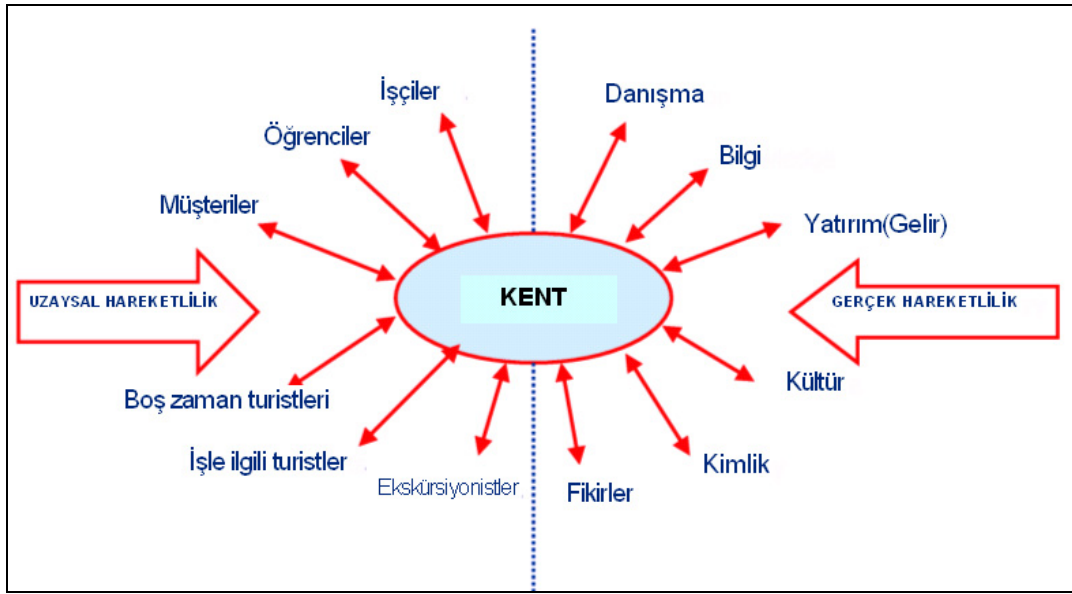 İşçiler
Danışma
Öğrenciler
Bilgi
Müşteriler
Yatırım(Gelir)
UZAYSAL HAREKETLİLİK
KENT
GERÇEK HAREKETLİLİK
Boş zaman turistleri
Kültür
İşle ilgili turistler
Kimlik
Ekskürsiyonistler
Fikirler